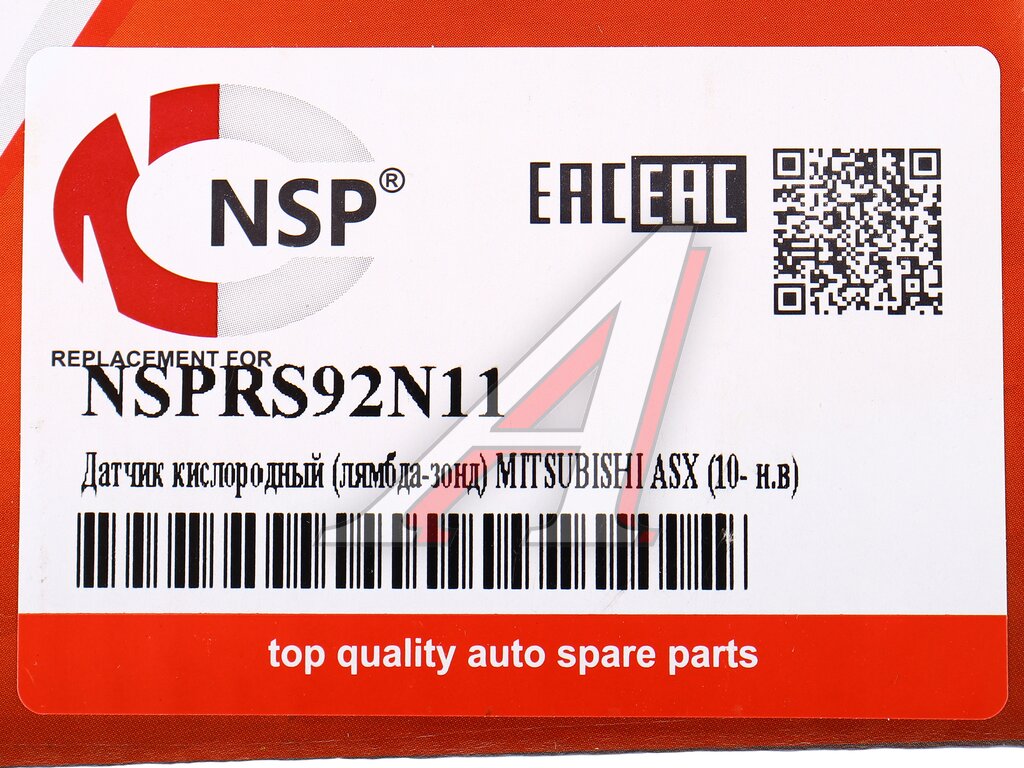 NSP®
EAC EAC
REPLACEMENT FOR
NSPRS92N11
Датчик кислородный (лямбда-зонд) MITSUBISHI ASX (10- н.в)
top quality auto spare parts